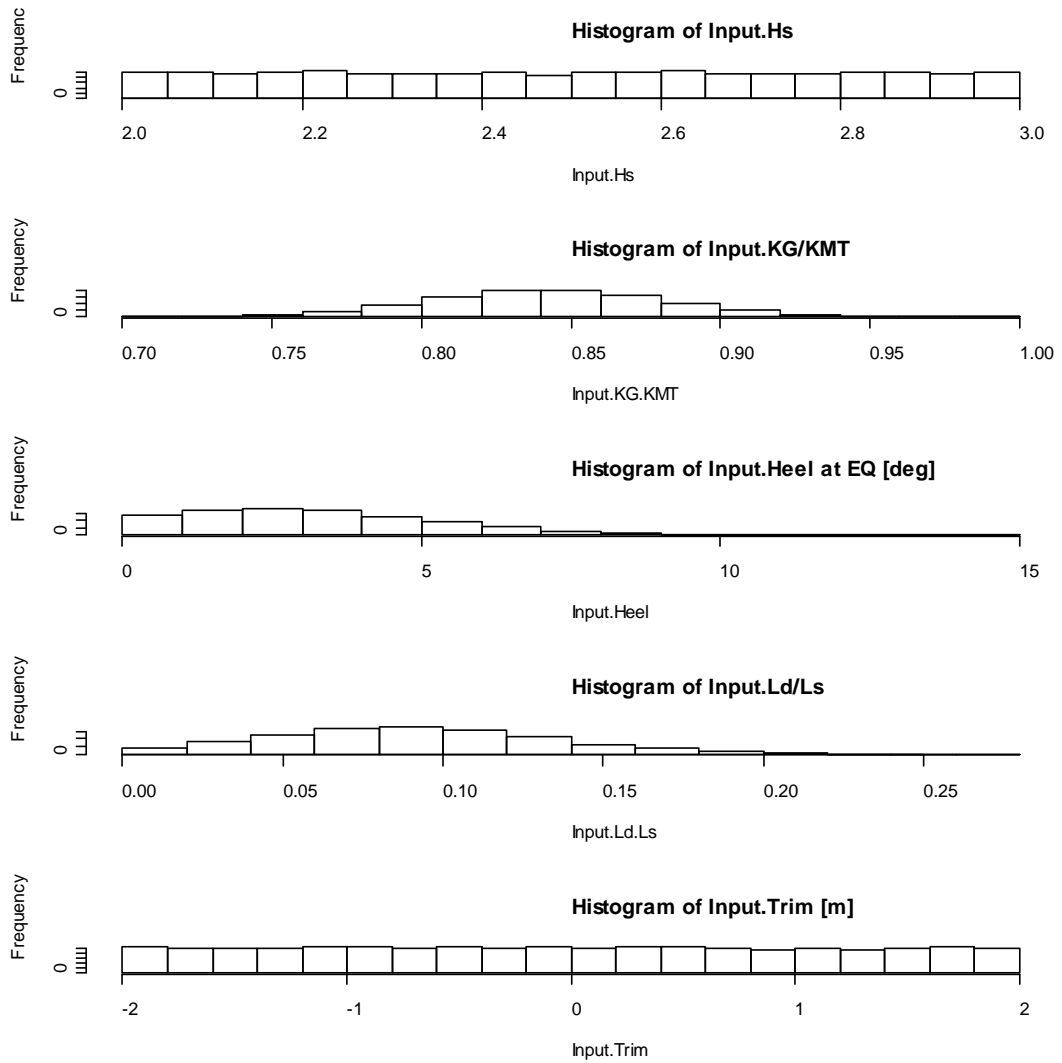 Histogram of Input.Hs
Frequenc
0
2.0 2.2 2.4 2.6 2.8 3.0
Input.Hs
Histogram of Input.KG/KMT
Frequency
0
0.70 0.75 0.80 0.85 0.90 0.95 1.00
Input.KG.KMT
Histogram of Input.Heel at EQ [deg]
Frequency
0
0 5 10 15
Input.Heel
Histogram of Input.Ld/Ls
Frequency
0
0.00 0.05 0.10 0.15 0.20 0.25
Input.Ld.Ls
Histogram of Input.Trim [m]
Frequency
0
-2 -1 0 1 2
Input.Trim